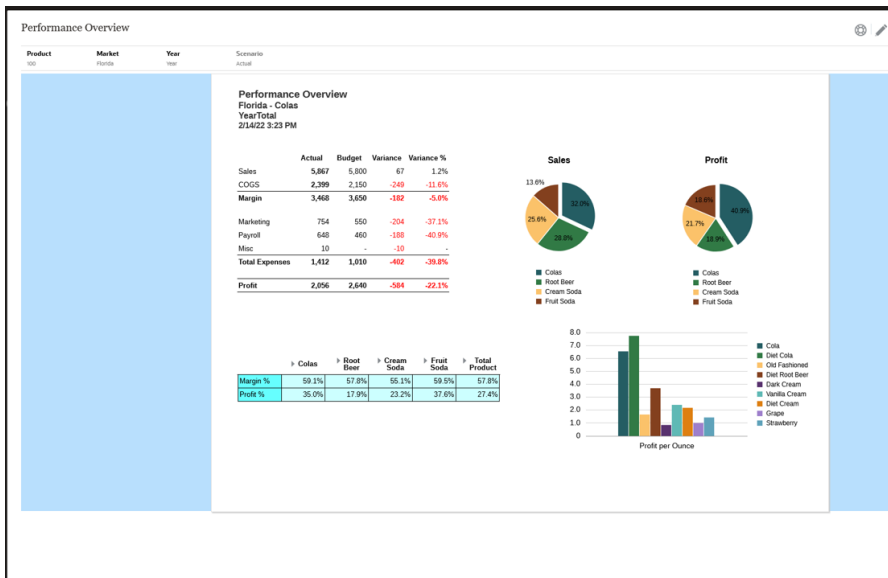 Performance Overview
Product Market Year Scenario
100 Florida Year Actual
Performance Overview
Florida - Colas
YearTotal
2/14/22 3:23 PM
Actual Budget Variance Variance %
Sales 5,867 5,800 67 1.2%
COGS 2,399 2,150 -249 -11.6%
Margin 3,468 3,650 -182 -5.0%
Marketing 754 550 -204 -37.1%
Payroll 648 460 -188 -40.9%
Misc 10 - -10 -
Total Expenses 1,412 1,010 -402 -39.8%
Profit 2,056 2,640 -584 -22.1%
Sales
13.6%
32.0%
25.6%
28.8%
Colas
Root Beer
Cream Soda
Fruit Soda
Profit
18.6%
40.9%
21.7%
18.9%
Colas
Root Beer
Cream Soda
Fruit Soda
Colas Root Beer Cream Soda Fruit Soda Total Product
Margin % 59.1% 57.8% 55.1% 59.5% 57.8%
Profit % 35.0% 17.9% 23.2% 37.6% 27.4%
8.0
7.0
6.0
5.0
4.0
3.0
2.0
1.0
0
Profit per Ounce
Cola
Diet Cola
Old Fashioned
Diet Root Beer
Dark Cream
Vanilla Cream
Diet Cream
Grape
Strawberry